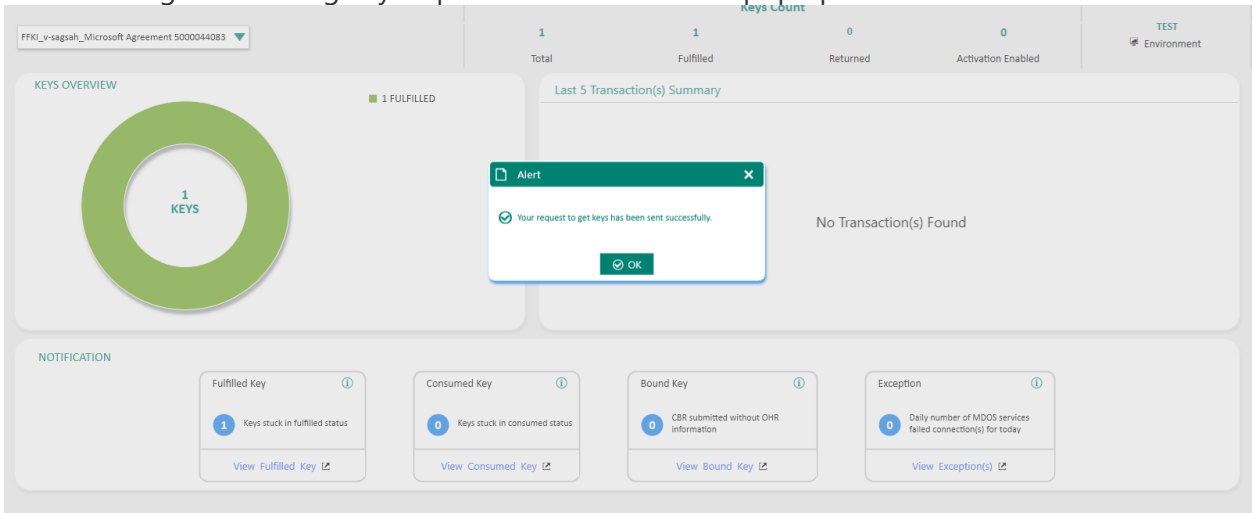 Keys Count
FFKI_v-sagsah_Microsoft Agreement 5000044083
1 1 0 0
Total Fulfilled Returned Activation Enabled
TEST
Environment
KEYS OVERVIEW
1 FULFILLED
1
KEYS
Last 5 Transaction(s) Summary
No Transaction(s) Found
Alert
Your request to get keys has been sent successfully.
OK
NOTIFICATION
Fulfilled Key
1 Keys stuck in fulfilled status
View Fulfilled Key
Consumed Key
0 Keys stuck in consumed status
View Consumed Key
Bound Key
0 CBR submitted without OHR
information
View Bound Key
Exception
0 Daily number of MDOS services
failed connection(s) for today
View Exception(s)